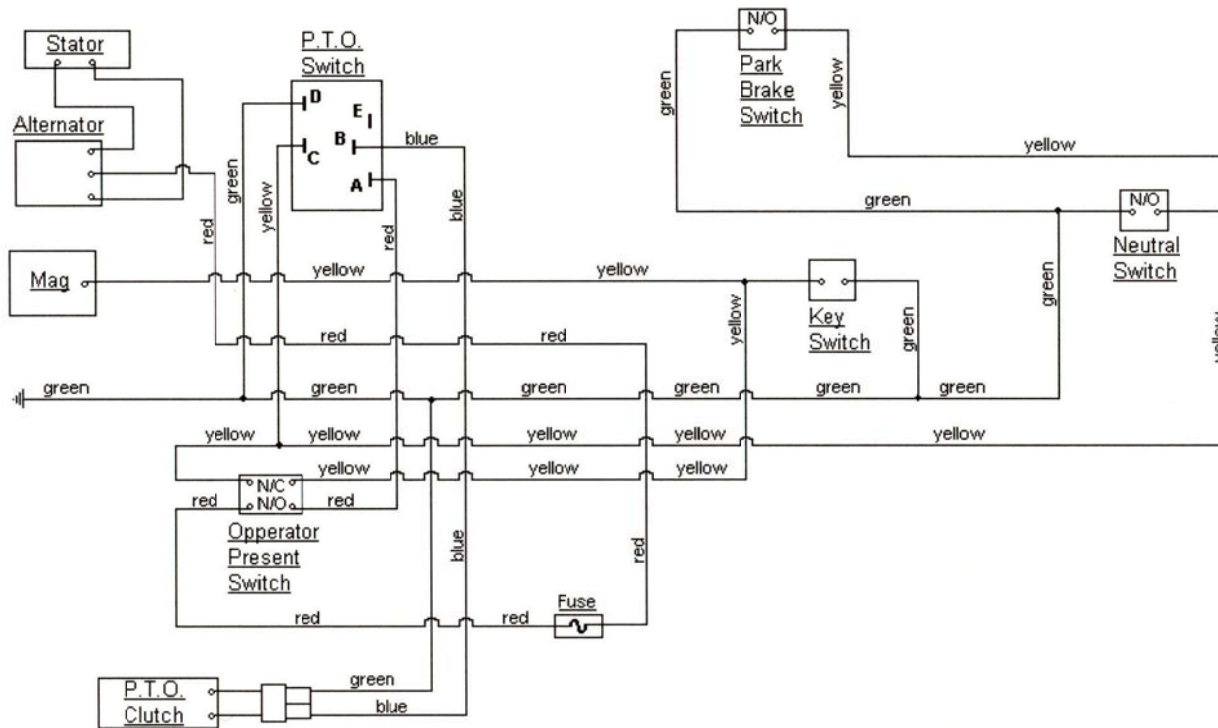 Stator
P.T.O.
Switch
D
E
B
C
A
Alternator
green
yellow
red
red
blue
blue
N/O
Park
Brake
Switch
green
yellow
yellow
green
N/O
Neutral
Switch
green
yellow
Mag
yellow
yellow
yellow
Key
Switch
green
red
red
green
green
green
green
green
green
yellow
yellow
yellow
yellow
yellow
yellow
yellow
yellow
N/C
N/O
red
red
Opperator
Present
Switch
blue
red
red
red
Fuse
P.T.O.
Clutch
green
blue